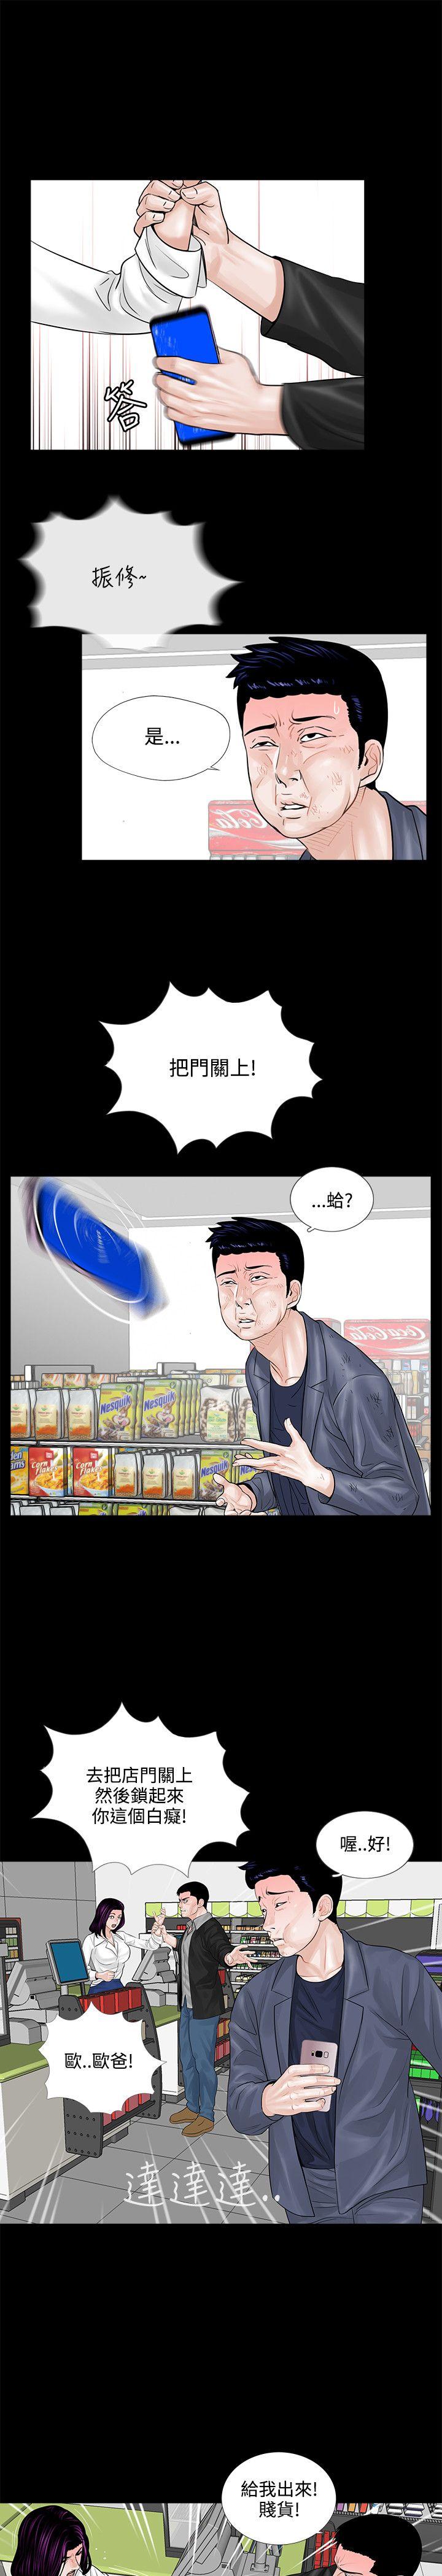 答
振修~
是...
Cola
把門關上!
...蛤?
Coca-Cola
Nesquik
Nesquik
Nesquik
Corn
Flakes
Corn
Flakes
去把店門關上
然後鎖起來
你這個白癡!
喔..好!
歐..歐爸!
達達達..
給我出來!
賤貨!